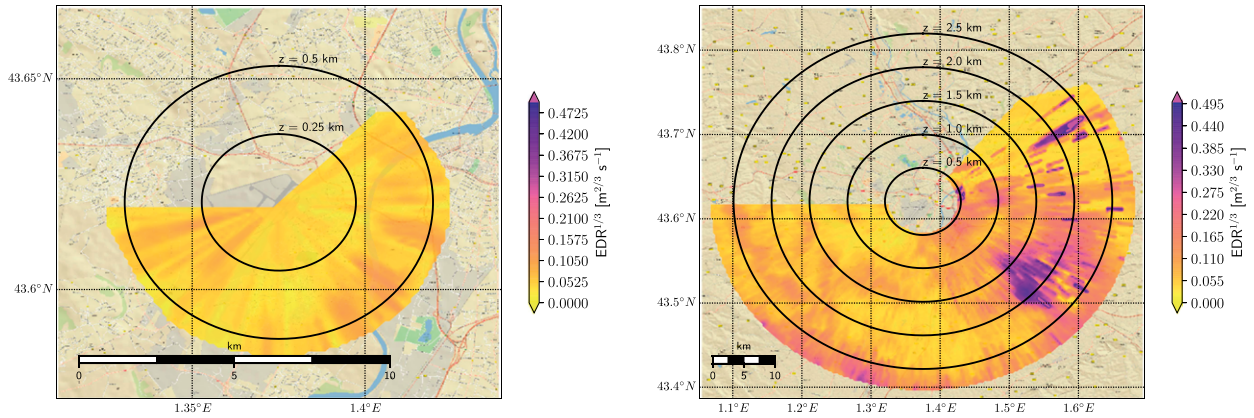 z = 0.5 km
z = 0.25 km
43.65°N
43.6°N
1.35°E
1.4°E
km
0
5
10
0.4725
0.4200
0.3675
0.3150
0.2625
0.2100
0.1575
0.1050
0.0525
0.0000
EDR^{1/3} [m^{2/3} s^{−1}]
z = 2.5 km
z = 2.0 km
z = 1.5 km
z = 1.0 km
z = 0.5 km
43.8°N
43.7°N
43.6°N
43.5°N
43.4°N
1.1°E
1.2°E
1.3°E
1.4°E
1.5°E
1.6°E
km
0
5
10
0.495
0.440
0.385
0.330
0.275
0.220
0.165
0.110
0.055
0.000
EDR^{1/3} [m^{2/3} s^{−1}]